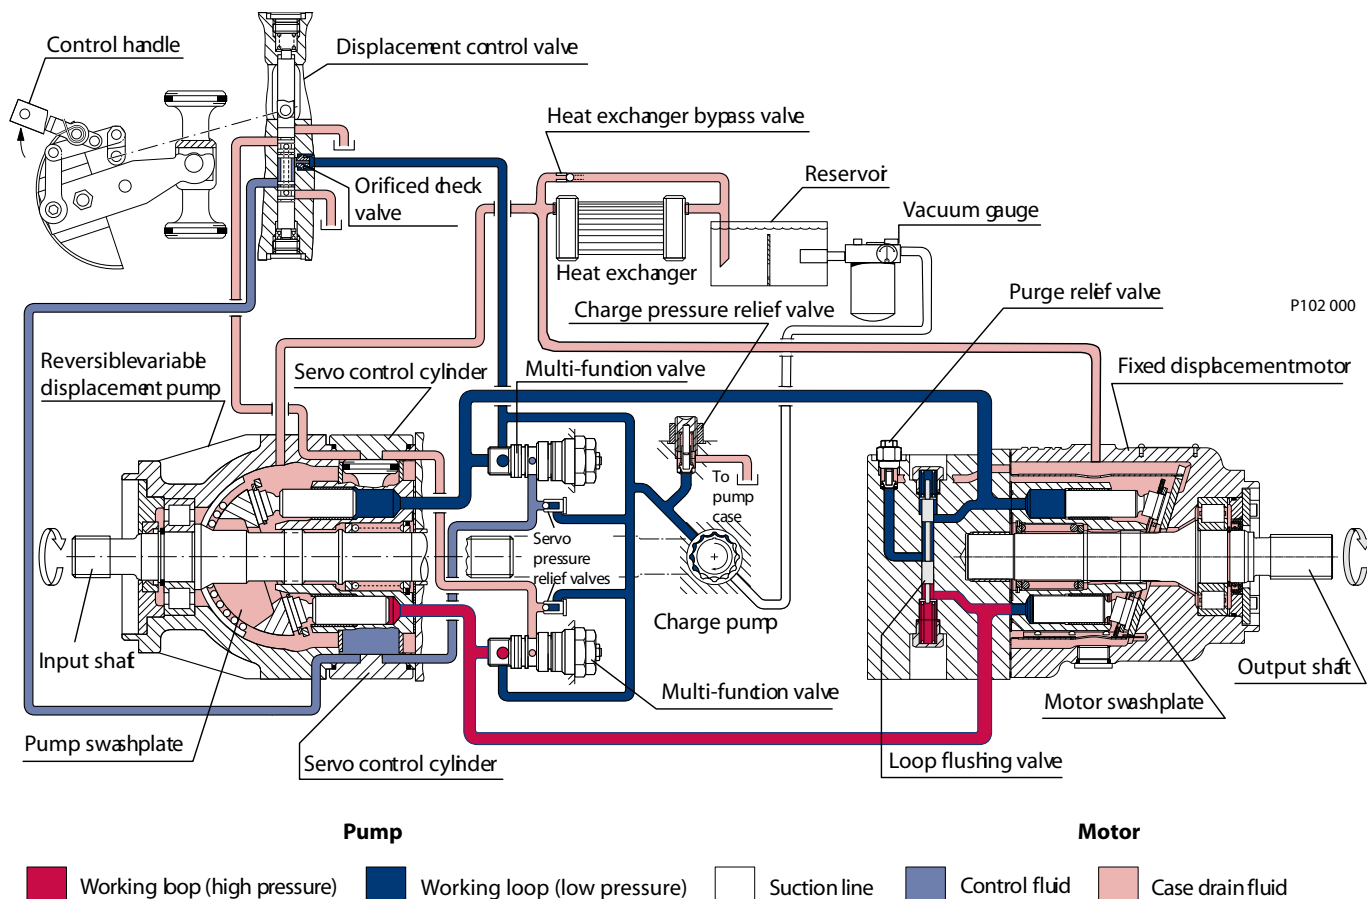 Control handle
Displacement control valve
Heat exchanger bypass valve
Reservoir
Orificed check
valve
Vacuum gauge
Heat exchanger
Purge relief valve
Charge pressure relief valve
P102 000
Reversible variable
displacement pump
Servo control cylinder
Multi-function valve
Fixed displacement motor
To
pump
case
Servo
pressure
relief valves
Charge pump
Input shaft
Output shaft
Multi-function valve
Motor swashplate
Pump swashplate
Servo control cylinder
Loop flushing valve
Pump
Motor
Working loop (high pressure)
Working loop (low pressure)
Suction line
Control fluid
Case drain fluid